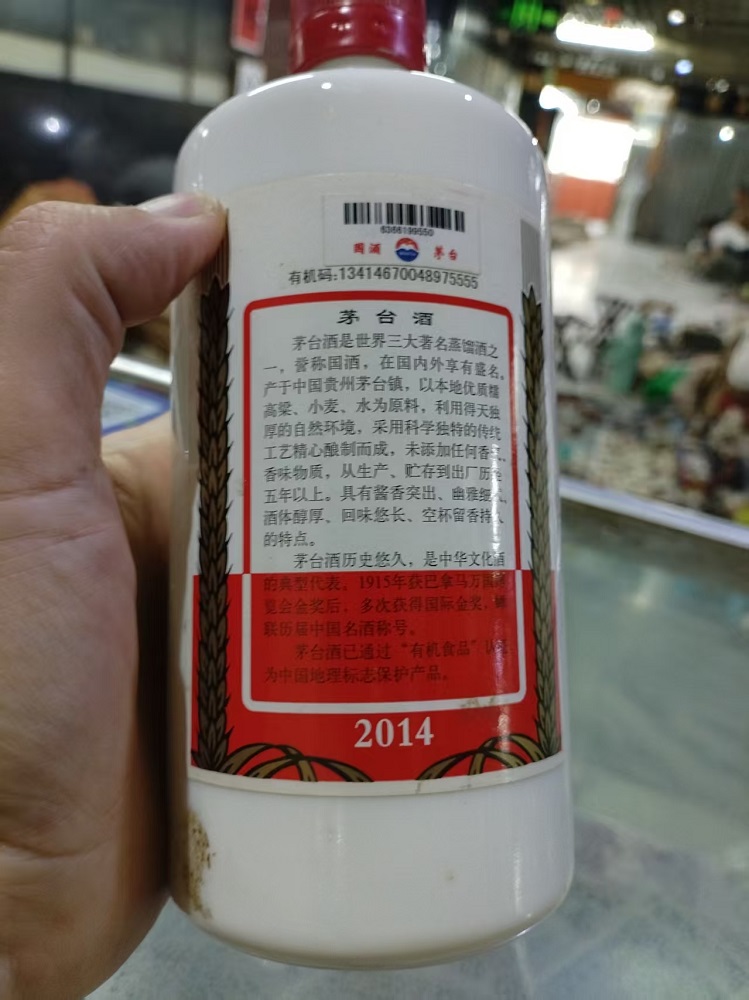 6366199550
国酒 茅台
有机码:13414670048975555
茅台酒
茅台酒是世界三大著名蒸馏酒之
一，誉称国酒，在国内外享有盛名。
产于中国贵州茅台镇，以本地优质糯
高粱、小麦、水为原料，利用得天独
厚的自然环境，采用科学独特的传统
工艺精心酿制而成，未添加任何香气、
香味物质，从生产、贮存到出厂历经
五年以上。具有酱香突出、幽雅细腻、
酒体醇厚、回味悠长、空杯留香持久
的特点。
茅台酒历史悠久，是中华文化酒
的典型代表。1915年获巴拿马万国博
览会金奖后，多次获得国际金奖，蝉
联历届中国名酒称号。
茅台酒已通过“有机食品”认证
为中国地理标志保护产品。
2014